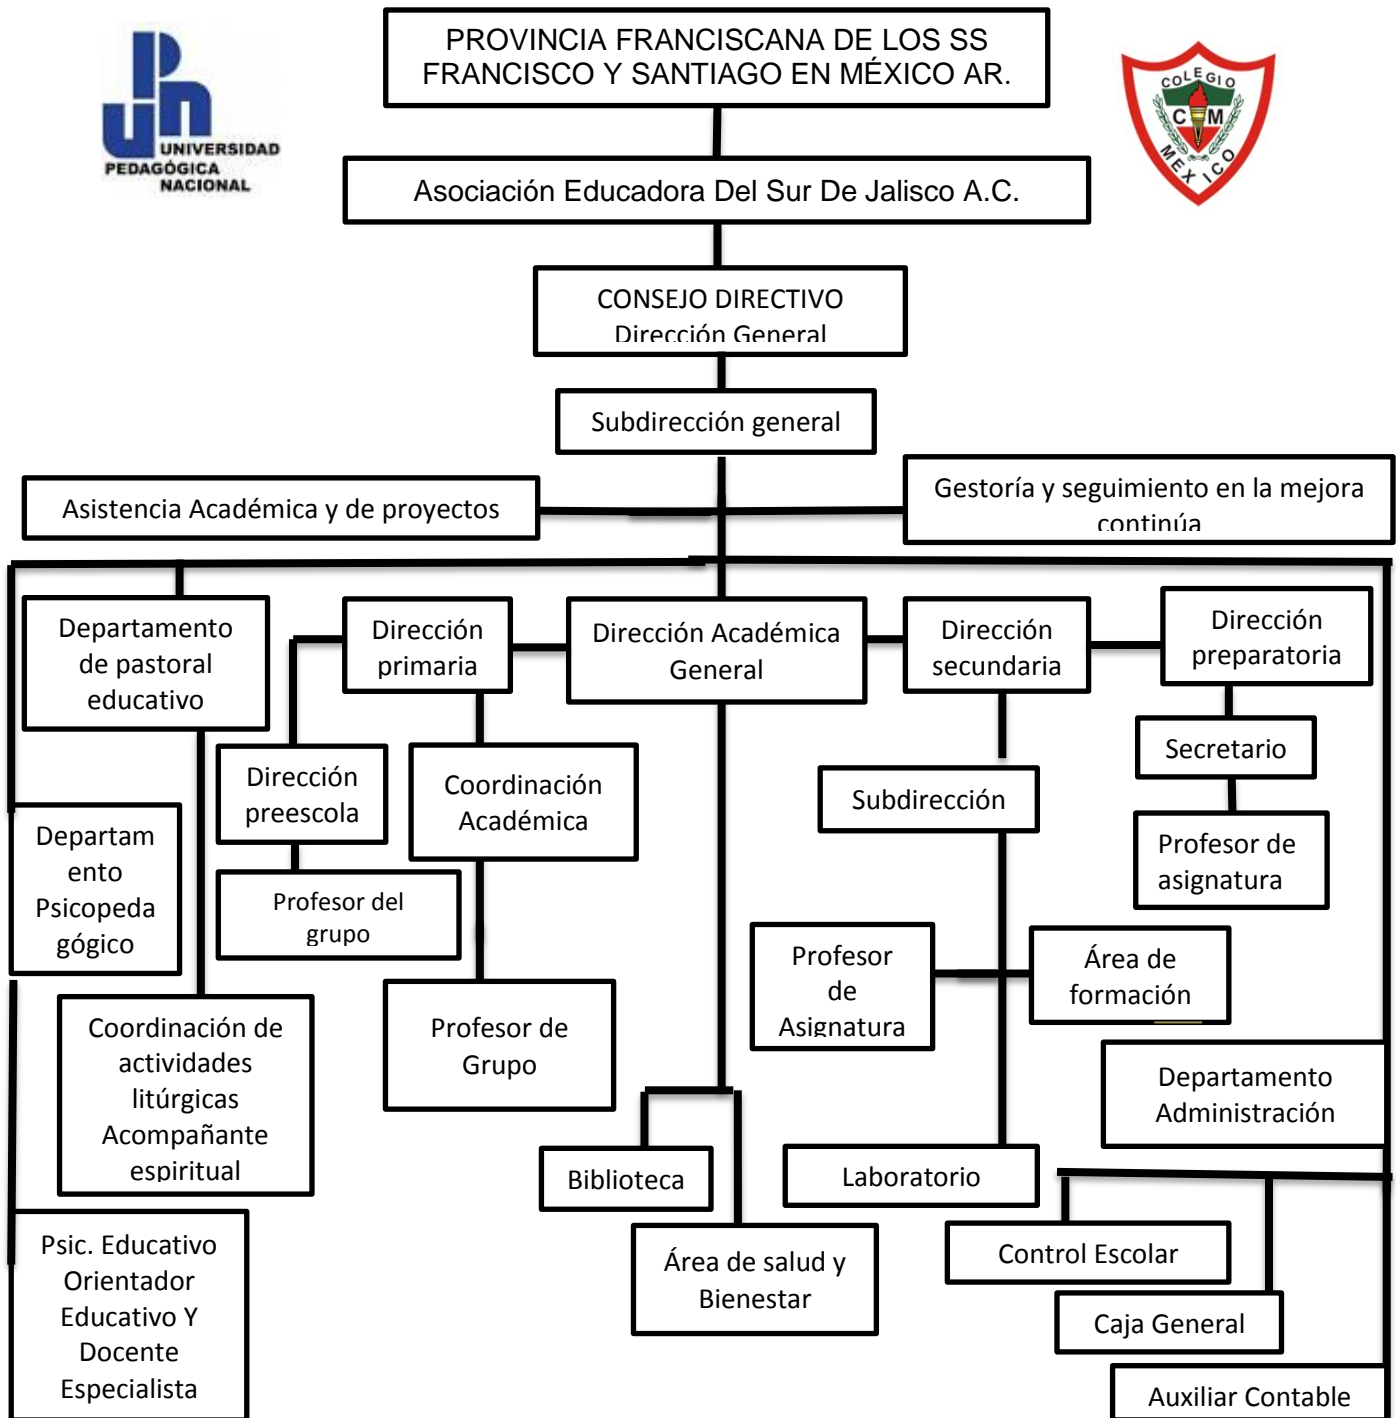 UNIVERSIDAD
PEDAGÓGICA
NACIONAL
PROVINCIA FRANCISCANA DE LOS SS
FRANCISCO Y SANTIAGO EN MÉXICO AR.
COLEGIO
C M
MEXICO
Asociación Educadora Del Sur De Jalisco A.C.
CONSEJO DIRECTIVO
Dirección General
Subdirección general
Asistencia Académica y de proyectos
Gestoría y seguimiento en la mejora
continúa
Departamento
de pastoral
educativo
Dirección
primaria
Dirección Académica
General
Dirección
secundaria
Dirección
preparatoria
Secretario
Dirección
preescola
Coordinación
Académica
Subdirección
Departam
ento
Psicopeda
gógico
Profesor de
asignatura
Profesor del
grupo
Profesor
de
Asignatura
Área de
formación
Coordinación de
actividades
litúrgicas
Acompañante
espiritual
Profesor de
Grupo
Departamento
Administración
Biblioteca
Laboratorio
Psic. Educativo
Orientador
Educativo Y
Docente
Especialista
Área de salud y
Bienestar
Control Escolar
Caja General
Auxiliar Contable